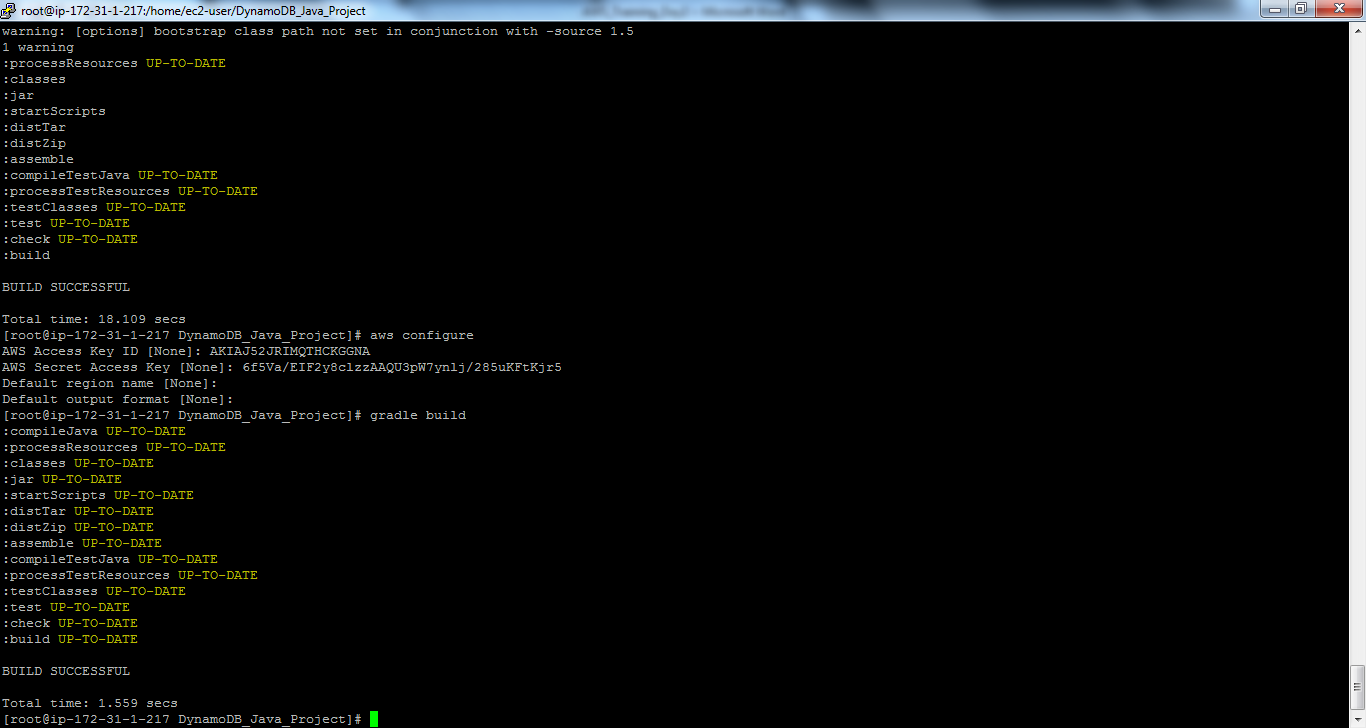 root@ip-172-31-1-217:/home/ec2-user/DynamoDB_Java_Project
warning: [options] bootstrap class path not set in conjunction with -source 1.5
1 warning
:processResources UP-TO-DATE
:classes
:jar
:startScripts
:distTar
:distZip
:assemble
:compileTestJava UP-TO-DATE
:processTestResources UP-TO-DATE
:testClasses UP-TO-DATE
:test UP-TO-DATE
:check UP-TO-DATE
:build
BUILD SUCCESSFUL
Total time: 18.109 secs
[root@ip-172-31-1-217 DynamoDB_Java_Project]# aws configure
AWS Access Key ID [None]: AKIAJ52JRIMQTHCKGGNA
AWS Secret Access Key [None]: 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
Default region name [None]:
Default output format [None]:
[root@ip-172-31-1-217 DynamoDB_Java_Project]# gradle build
:compileJava UP-TO-DATE
:processResources UP-TO-DATE
:classes UP-TO-DATE
:jar UP-TO-DATE
:startScripts UP-TO-DATE
:distTar UP-TO-DATE
:distZip UP-TO-DATE
:assemble UP-TO-DATE
:compileTestJava UP-TO-DATE
:processTestResources UP-TO-DATE
:testClasses UP-TO-DATE
:test UP-TO-DATE
:check UP-TO-DATE
:build UP-TO-DATE
BUILD SUCCESSFUL
Total time: 1.559 secs
[root@ip-172-31-1-217 DynamoDB_Java_Project]#